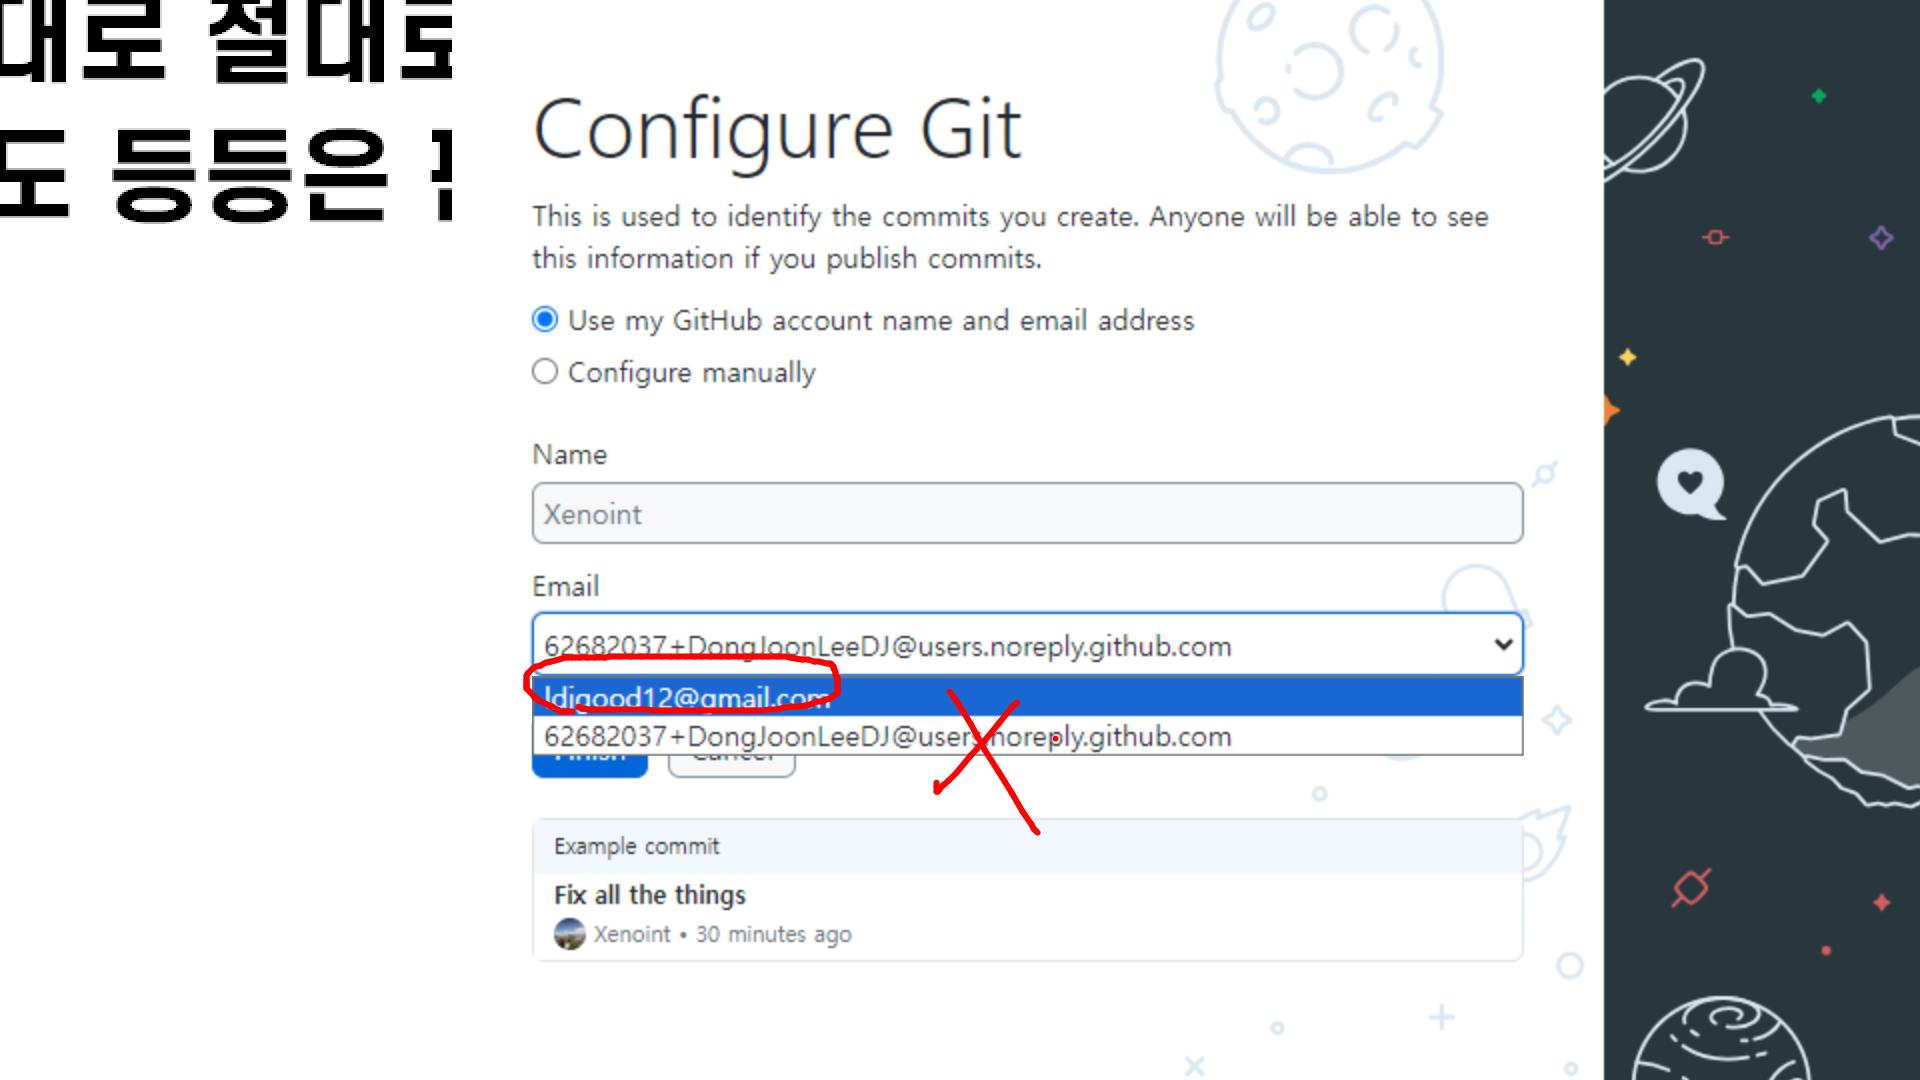 대로 절대로
도 등등은
Configure Git
This is used to identify the commits you create. Anyone will be able to see
this information if you publish commits.
Use my GitHub account name and email address
Configure manually
Name
Xenoint
Email
62682037+DongJoonLeeDJ@users.noreply.github.com
ldjgood12@gmail.com
62682037+DongJoonLeeDJ@users.noreply.github.com
Finish Cancel
Example commit
Fix all the things
Xenoint • 30 minutes ago